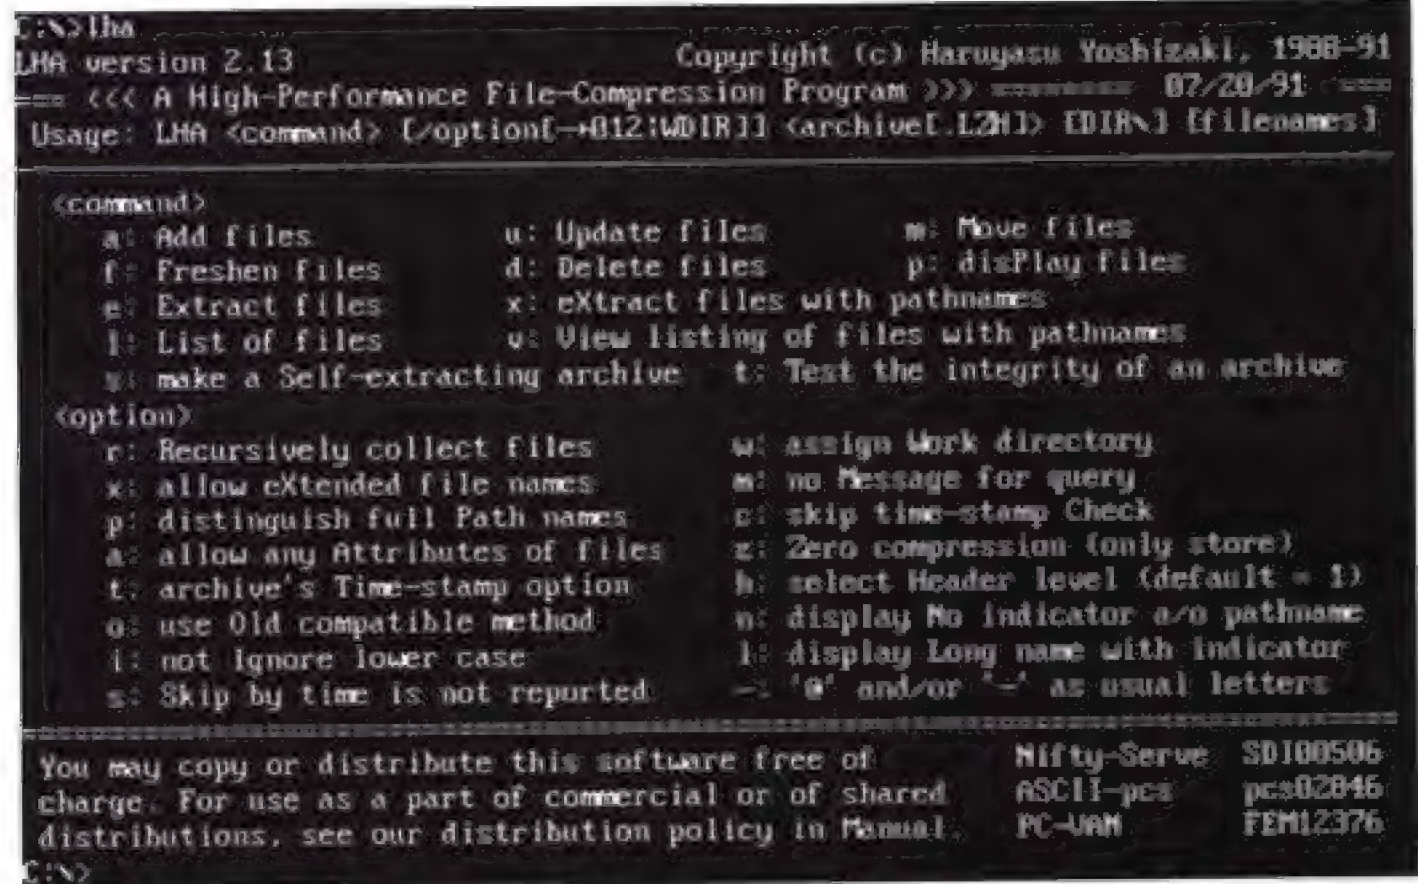 C:\>lha
LHA version 2.13 Copyright (c) Haruyasu Yoshizaki, 1988-91
=== <<< A High-Performance File-Compression Program >>> ======== 07/20/91 ===
Usage: LHA <command> [/option[-+012|WDIR]] <archive[.LZH]> [DIR\] [filenames]
<command>
a: Add files u: Update files m: Move files
f: Freshen files d: Delete files p: disPlay files
e: Extract files x: eXtract files with pathnames
l: List of files v: View listing of files with pathnames
s: make a Self-extracting archive t: Test the integrity of an archive
<option>
r: Recursively collect files w: assign Work directory
x: allow eXtended file names m: no Message for query
p: distinguish full Path names c: skip time-stamp Check
a: allow any Attributes of files z: Zero compression (only store)
t: archive's Time-stamp option h: select Header level (default = 1)
o: use Old compatible method n: display No indicator a/o pathname
i: not Ignore lower case l: display Long name with indicator
s: Skip by time is not reported -: '@' and/or '-' as usual letters
You may copy or distribute this software free of Nifty-Serve SDI00506
charge. For use as a part of commercial or of shared ASCII-pcs pcs02846
distributions, see our distribution policy in Manual. PC-VAN FEM12376
C:\>